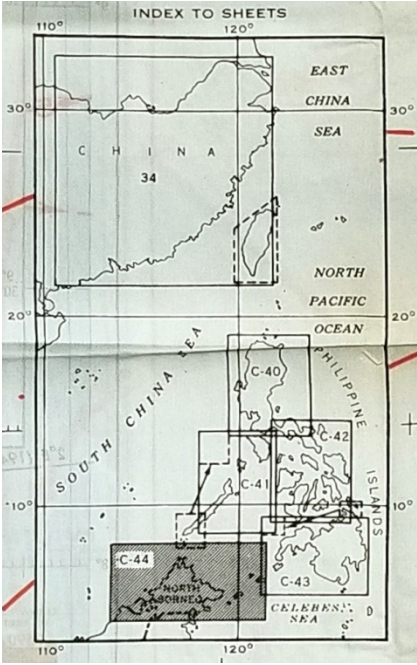 INDEX TO SHEETS
110° 120°
EAST
30° 30°
CHINA
SEA
CHINA
34
NORTH
PACIFIC
20° 20°
OCEAN
SOUTH CHINA SEA
PHILIPPINE
ISLANDS
C-40
C-42
C-41
10° 10°
C-44
NORTH
BORNEO
C-43
CELEBES
SEA
110° 120°